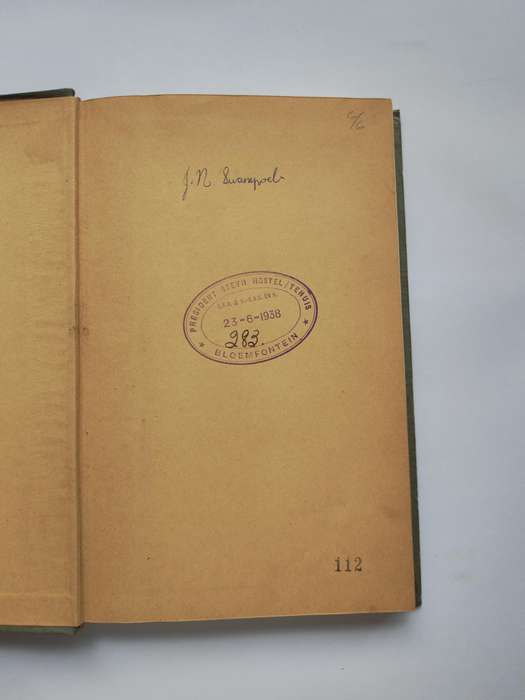 J. N. Swanepoel
PRESIDENT STEYN HOSTEL/TEHUIS
23-6-1938
283.
★ BLOEMFONTEIN ★
112